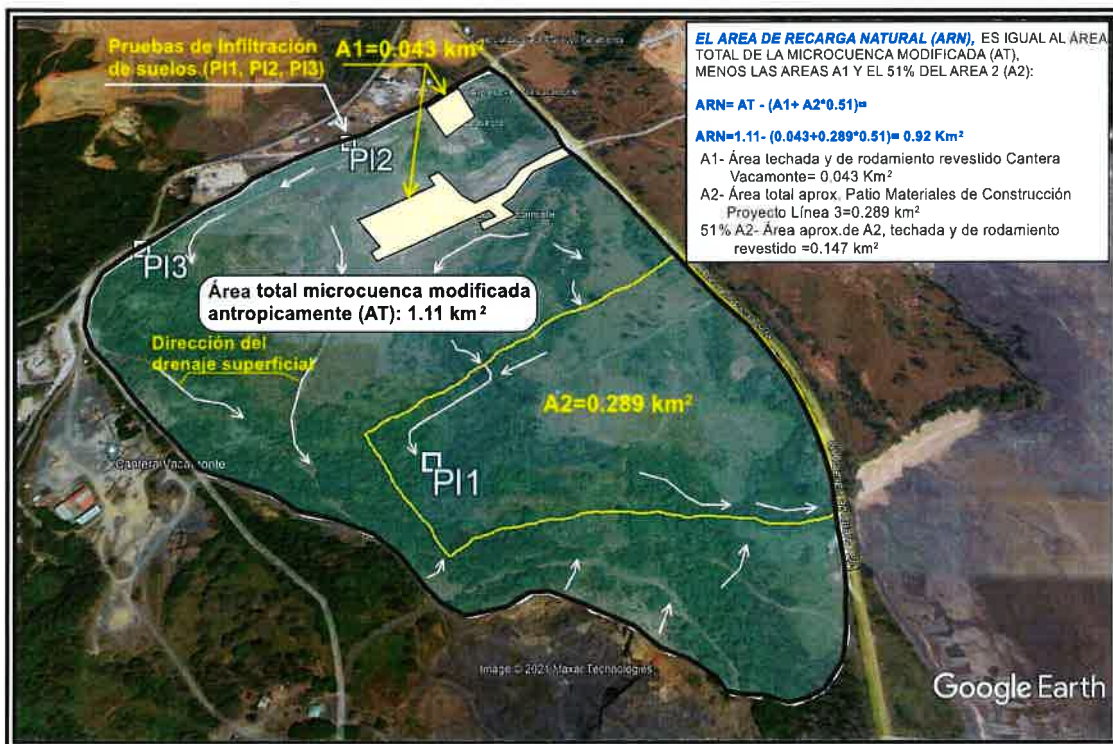 Pruebas de Infiltración
de suelos (PI1, PI2, PI3)
A1=0.043 km²
EL AREA DE RECARGA NATURAL (ARN), ES IGUAL AL ÁREA
TOTAL DE LA MICROCUENCA MODIFICADA (AT),
MENOS LAS AREAS A1 Y EL 51% DEL AREA 2 (A2):
ARN= AT - (A1+ A2*0.51)=
ARN=1.11- (0.043+0.289*0.51)= 0.92 Km²
A1- Área techada y de rodamiento revestido Cantera
Vacamonte= 0.043 Km²
A2- Área total aprox. Patio Materiales de Construcción
Proyecto Línea 3=0.289 km²
51% A2- Área aprox.de A2, techada y de rodamiento
revestido =0.147 km²
PI2
PI3
Área total microcuenca modificada
antropicamente (AT): 1.11 km²
Dirección del
drenaje superficial
A2=0.289 km²
PI1
Cantera Vacamonte
Image © 2021 Maxar Technologies
Google Earth